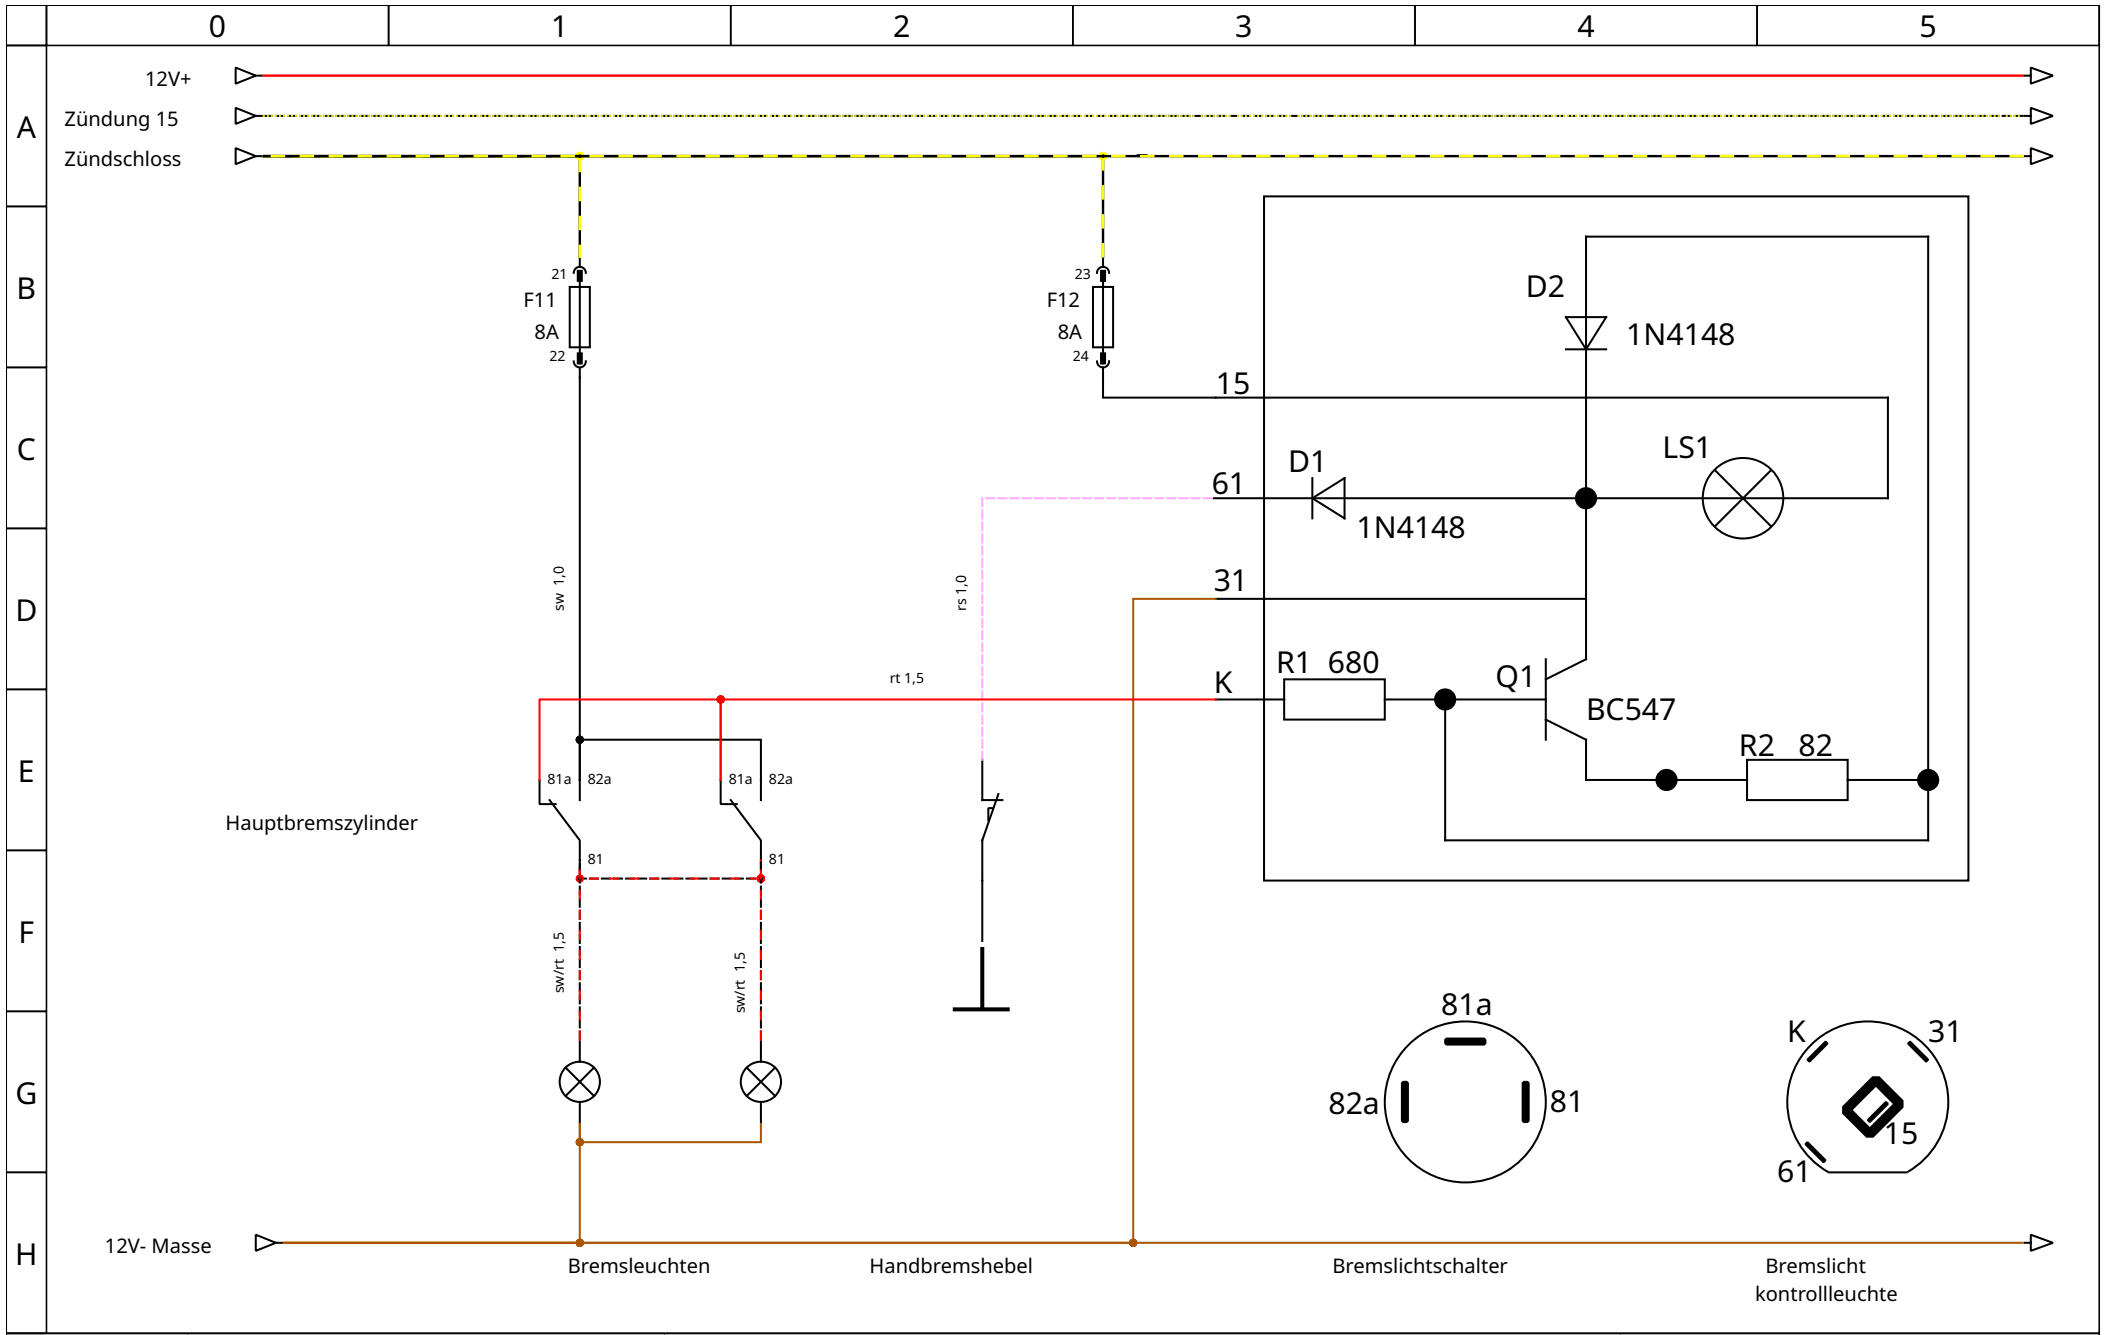 0 1 2 3 4 5
A
12V+
Zündung 15
Zündschloss
B
21
F11
8A
22
23
F12
8A
24
D2
1N4148
15
C
LS1
D1
61
1N4148
D
sw 1,0
rs 1,0
31
rt 1,5
K
R1 680
Q1
BC547
R2 82
E
81a 82a
81a 82a
Hauptbremszylinder
81
81
F
sw/rt 1,5
sw/rt 1,5
81a
82a
81
K
31
15
61
G
H
12V- Masse
Bremsleuchten
Handbremshebel
Bremslichtschalter
Bremslicht
kontrollleuchte